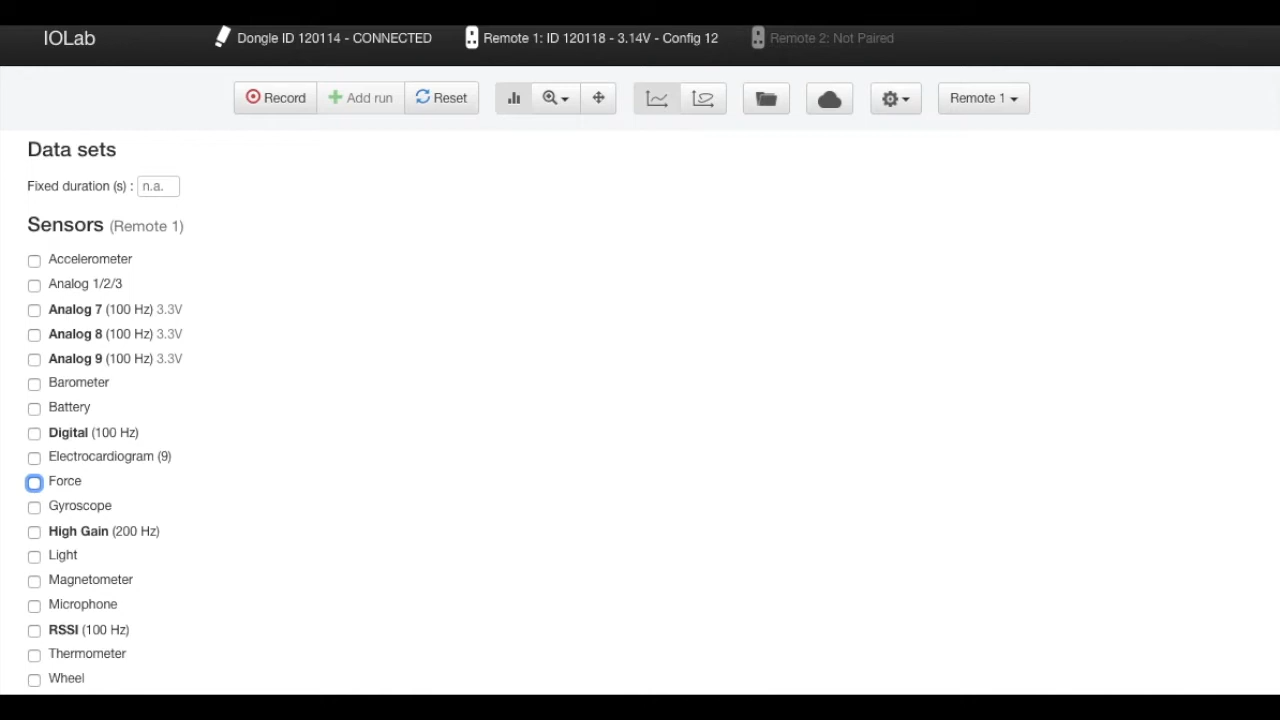 IOLab Dongle ID 120114 - CONNECTED Remote 1: ID 120118 - 3.14V - Config 12 Remote 2: Not Paired
Record Add run Reset Remote 1
Data sets
Fixed duration (s) : n.a.
Sensors (Remote 1)
Accelerometer
Analog 1/2/3
Analog 7 (100 Hz) 3.3V
Analog 8 (100 Hz) 3.3V
Analog 9 (100 Hz) 3.3V
Barometer
Battery
Digital (100 Hz)
Electrocardiogram (9)
Force
Gyroscope
High Gain (200 Hz)
Light
Magnetometer
Microphone
RSSI (100 Hz)
Thermometer
Wheel